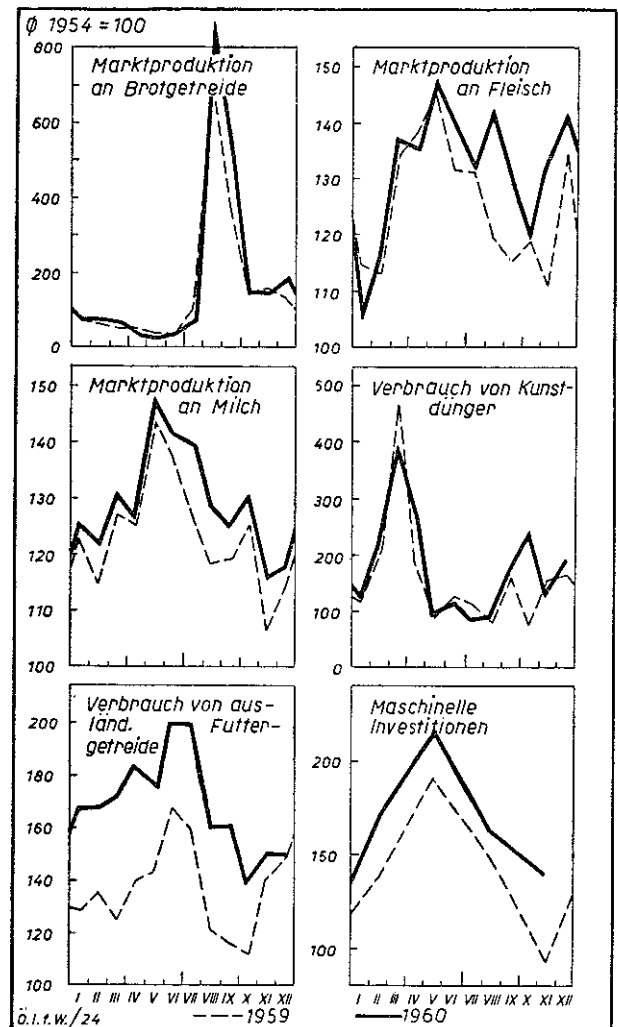 ϕ 1954 = 100
Marktproduktion
an Brotgetreide
800
600
400
200
0
Marktproduktion
an Fleisch
150
140
130
120
110
100
Marktproduktion
an Milch
150
140
130
120
110
100
Verbrauch von Kunst-
dünger
500
400
300
200
100
0
Verbrauch von aus-
länd. Futter-
getreide
200
180
160
140
120
100
Maschinelle
Investitionen
200
150
100
I II III IV V VI VII VIII IX X XI XII
I II III IV V VI VII VIII IX X XI XII
Ö.I.f.W./24
1959
1960